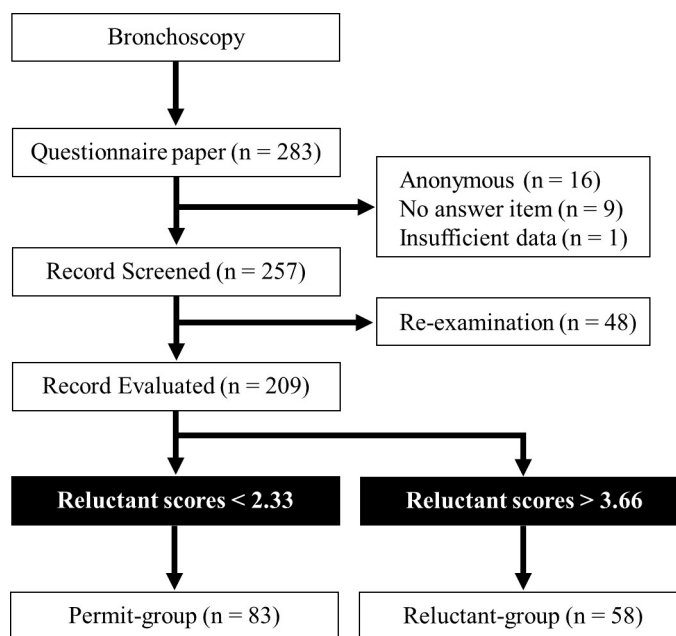 Bronchoscopy
Questionnaire paper (n = 283)
Anonymous (n = 16)
No answer item (n = 9)
Insufficient data (n = 1)
Record Screened (n = 257)
Re-examination (n = 48)
Record Evaluated (n = 209)
Reluctant scores < 2.33
Reluctant scores > 3.66
Permit-group (n = 83)
Reluctant-group (n = 58)